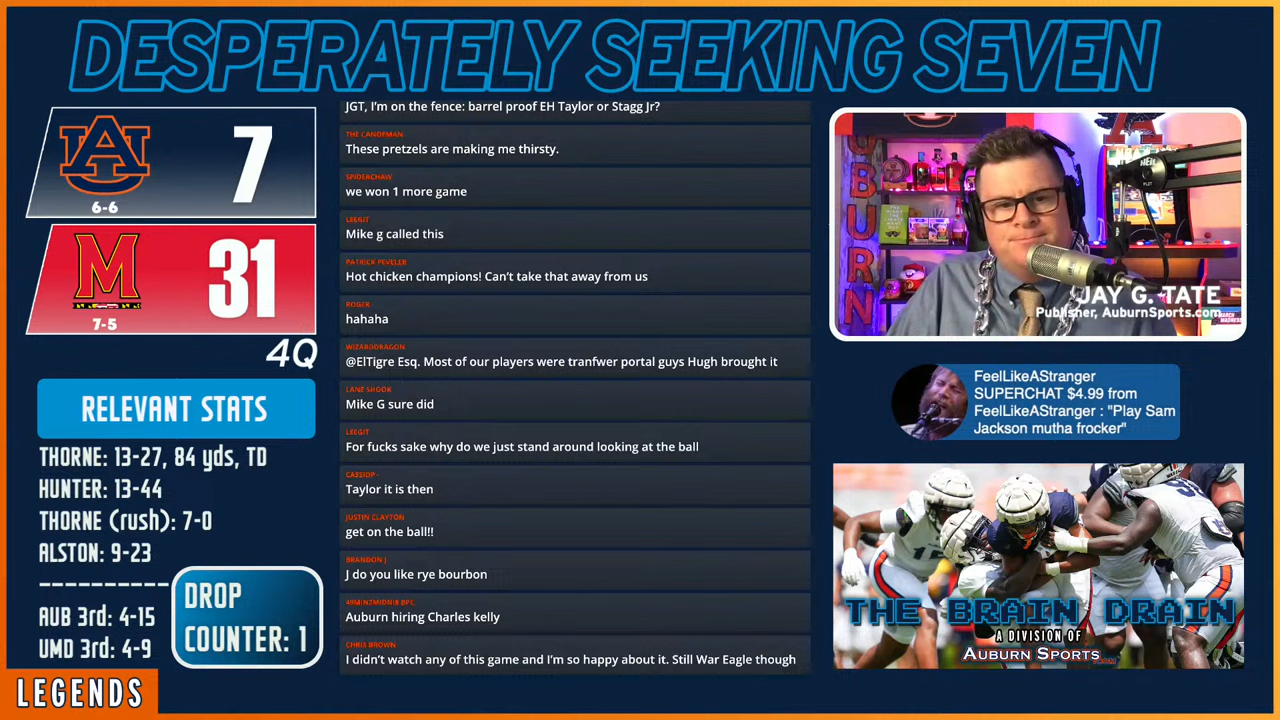 DESPERATELY SEEKING SEVEN
7
6-6
M
31
7-5
4Q
RELEVANT STATS
THORNE: 13-27, 84 yds, TD
HUNTER: 13-44
THORNE (rush): 7-0
ALSTON: 9-23
AUB 3rd: 4-15
UMD 3rd: 4-9
DROP
COUNTER: 1
LEGENDS
JGT, I'm on the fence: barrel proof EH Taylor or Stagg Jr?
THE CANDEMAN
These pretzels are making me thirsty.
SPIDERCHAW
we won 1 more game
LEEGIT
Mike g called this
PATRICK PEVELER
Hot chicken champions! Can't take that away from us
ROGER
hahaha
WIZARDDRAGON
@ElTigre Esq. Most of our players were tranfwer portal guys Hugh brought it
LANE SHOOK
Mike G sure did
LEEGIT
For fucks sake why do we just stand around looking at the ball
Taylor it is then
JUSTIN CLAYTON
get on the ball!!
BRANDON J
J do you like rye bourbon
Auburn hiring Charles kelly
CHRIS BROWN
I didn't watch any of this game and I'm so happy about it. Still War Eagle though
UBURN
JAY G. TATE
Publisher, AuburnSports.com
FeelLikeAStranger
SUPERCHAT $4.99 from
FeelLikeAStranger : "Play Sam
Jackson mutha frocker"
THE BRAIN DRAIN
A DIVISION OF
AUBURN SPORTS.COM